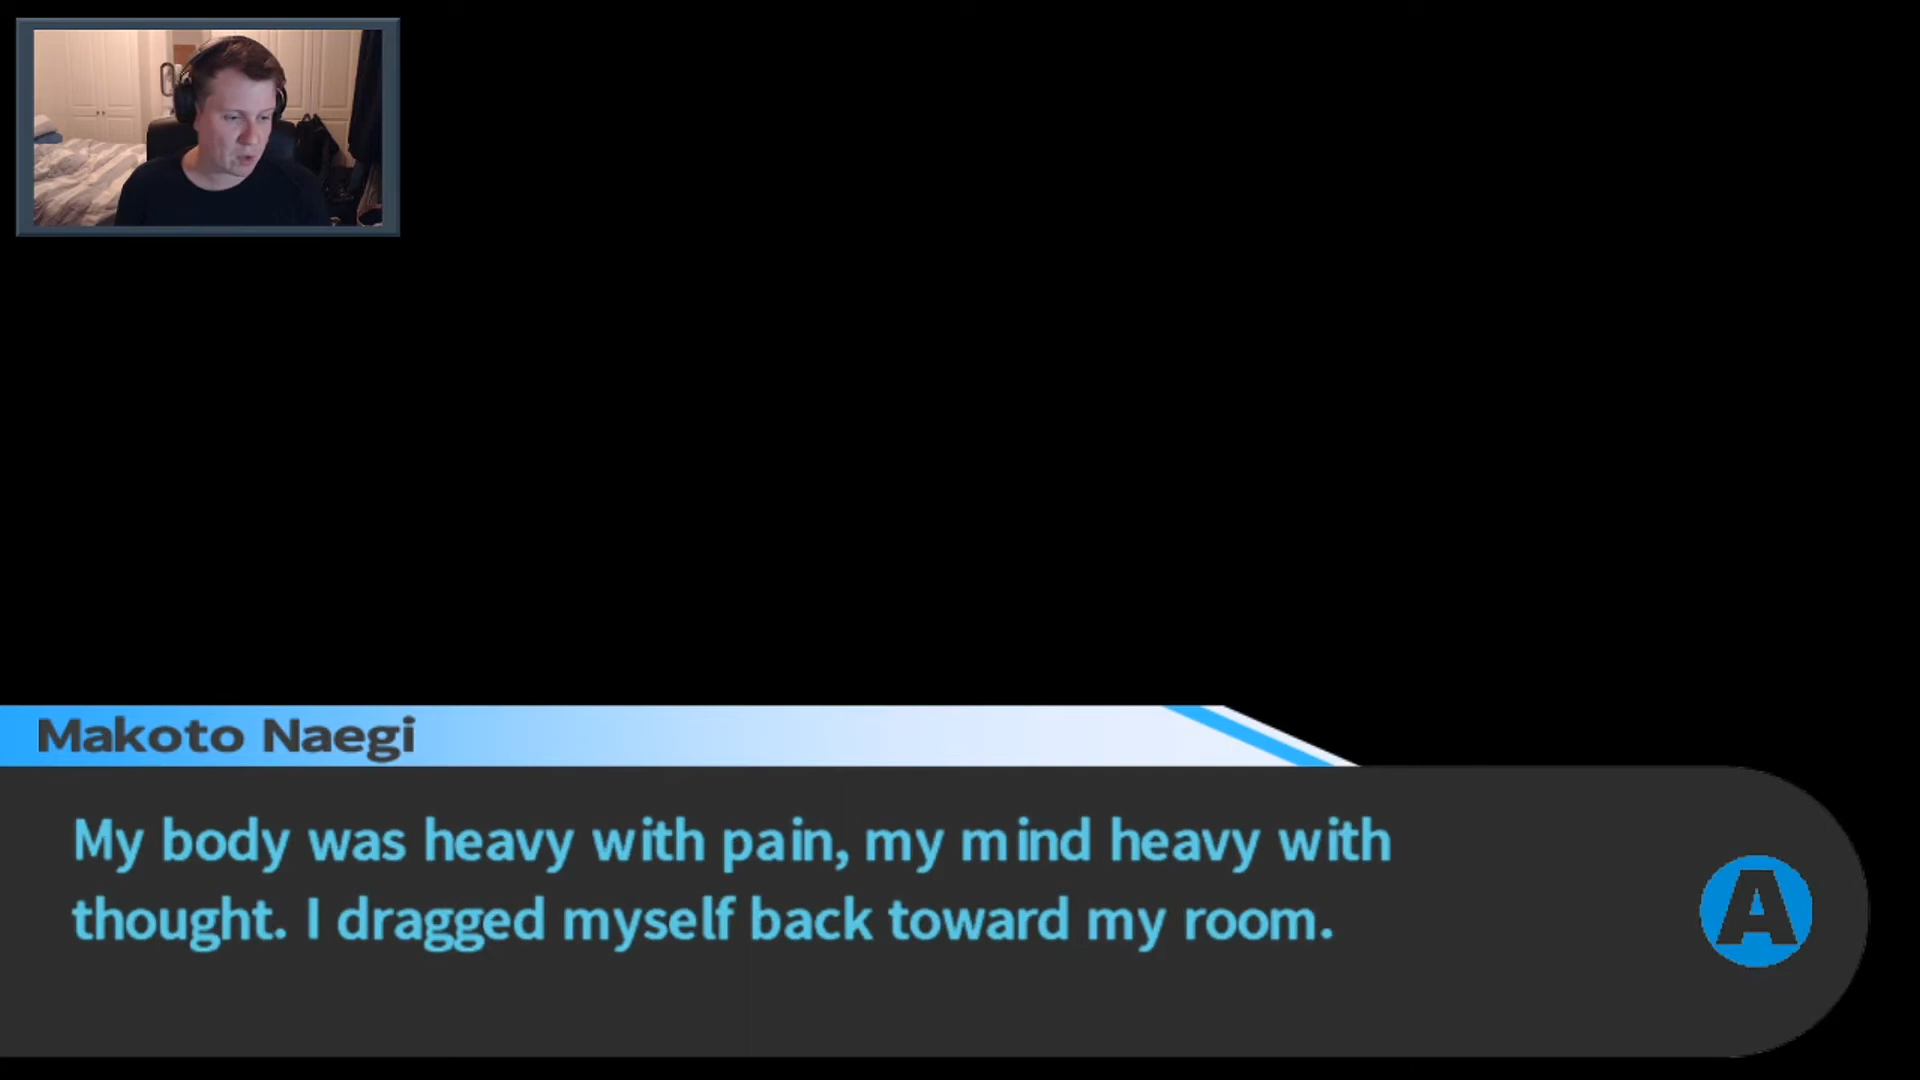 Makoto Naegi
My body was heavy with pain, my mind heavy with
thought. I dragged myself back toward my room.
A